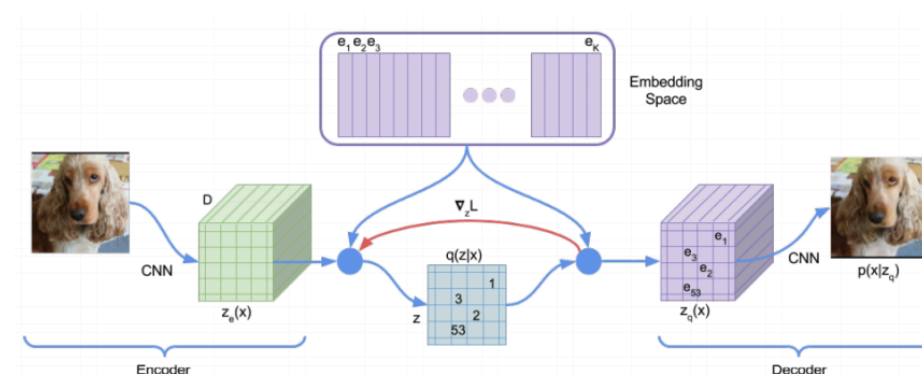 e1 e2 e3
eK
Embedding
Space
D
∇zL
q(z|x)
e1
1
e3
3
e2
CNN
z
2
CNN
e53
p(x|zq)
53
ze(x)
zq(x)
Encoder
Decoder